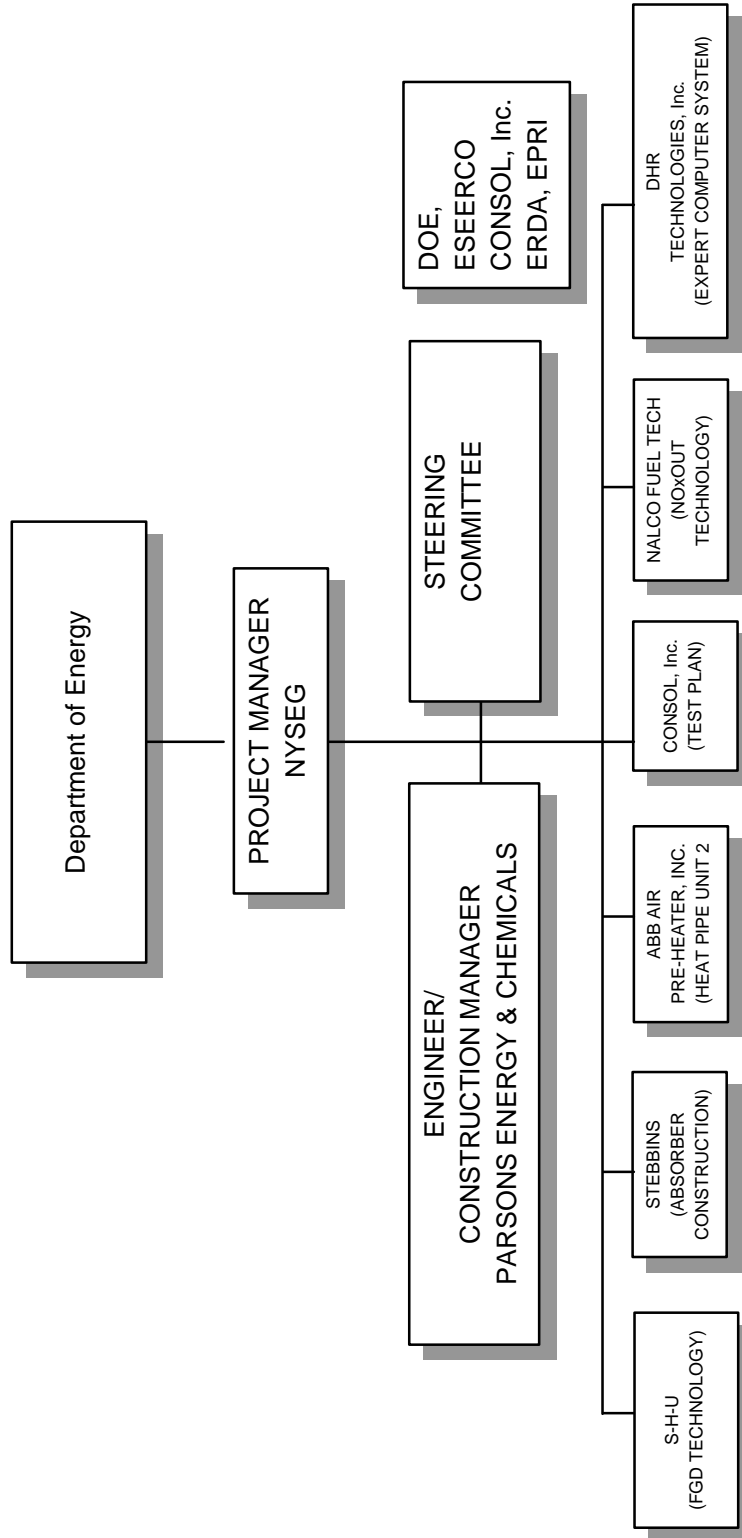 Department of Energy
PROJECT MANAGER
NYSEG
ENGINEER/
CONSTRUCTION MANAGER
PARSONS ENERGY & CHEMICALS
STEERING
COMMITTEE
DOE,
ESEERCO
CONSOL, Inc.
ERDA, EPRI
S-H-U
(FGD TECHNOLOGY)
STEBBINS
(ABSORBER
CONSTRUCTION)
ABB AIR
PRE-HEATER, INC.
(HEAT PIPE UNIT 2
CONSOL, Inc.
(TEST PLAN)
NALCO FUEL TECH
(NOxOUT
TECHNOLOGY)
DHR
TECHNOLOGIES, Inc.
(EXPERT COMPUTER SYSTEM)